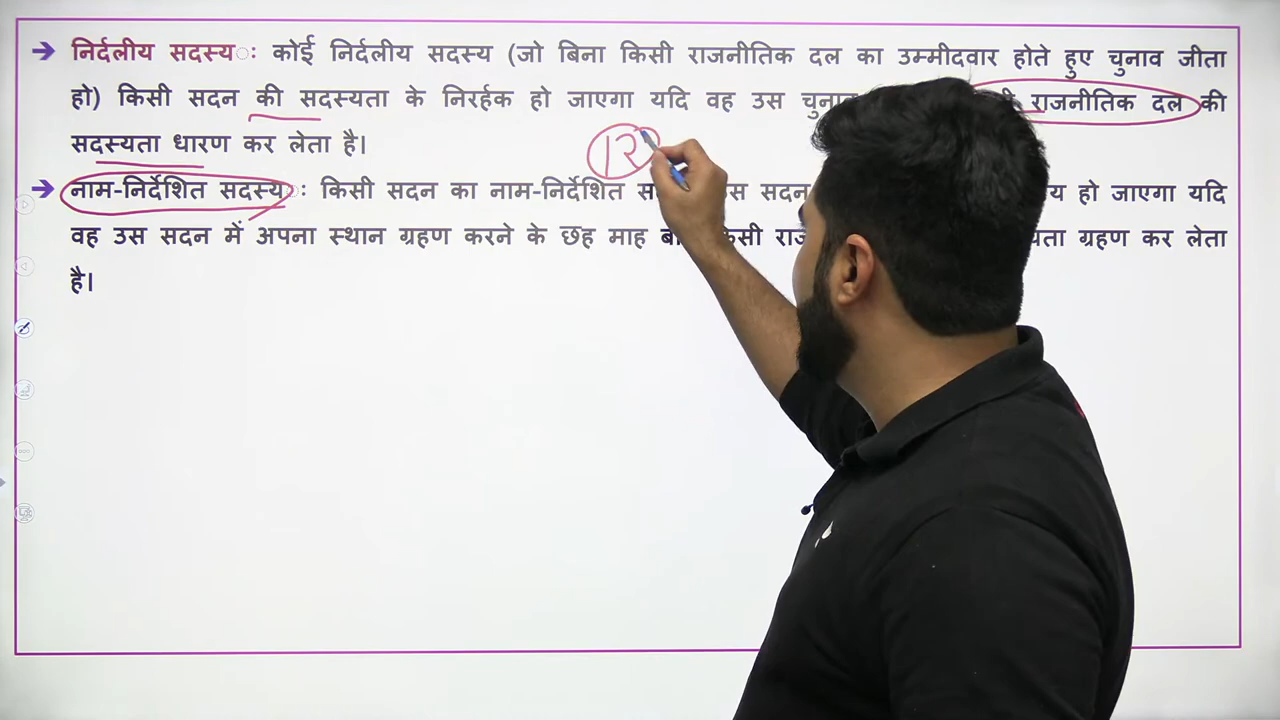 निर्दलीय सदस्यः कोई निर्दलीय सदस्य (जो बिना किसी राजनीतिक दल का उम्मीदवार होते हुए चुनाव जीता
हो) किसी सदन की सदस्यता के निरर्हक हो जाएगा यदि वह उस राजनीतिक दल की
सदस्यता धारण कर लेता है।
12
नाम-निर्देशित सदस्यः किसी सदन का नाम-निर्देशित सदन हो जाएगा यदि
वह उस सदन में अपना स्थान ग्रहण करने के छह माह ग्रहण कर लेता
है।